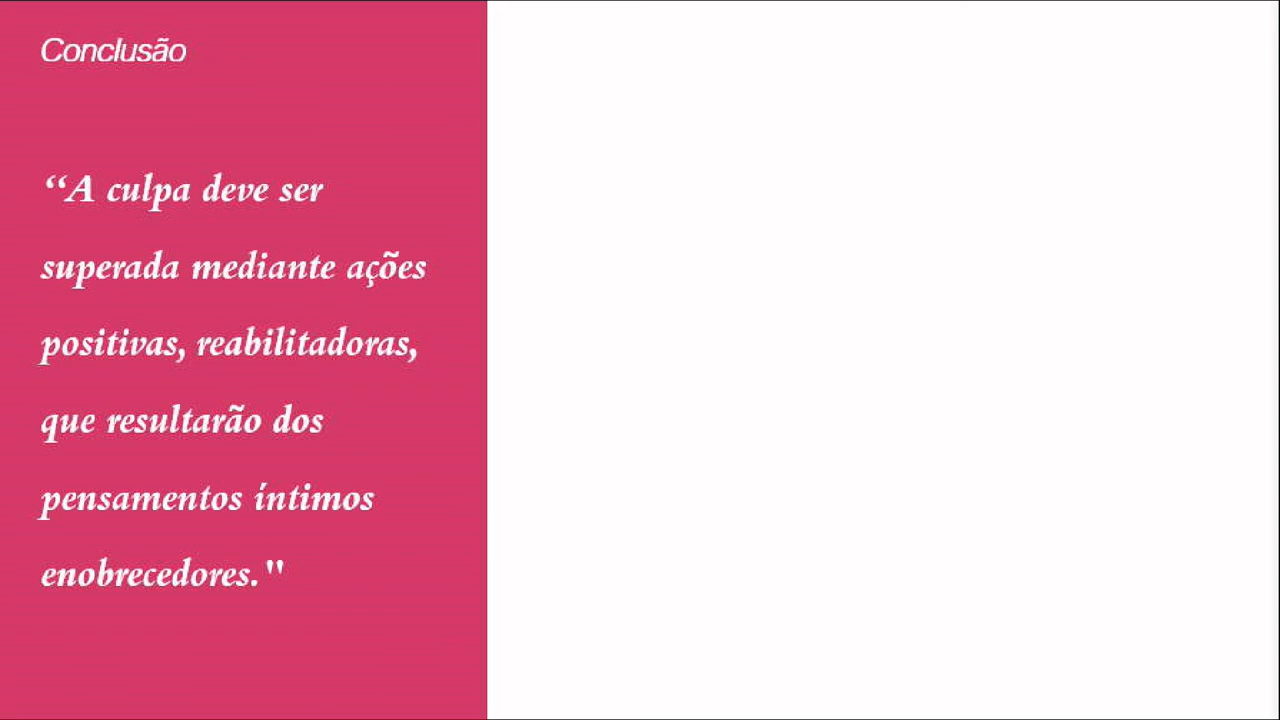 Conclusão
“A culpa deve ser
superada mediante ações
positivas, reabilitadoras,
que resultarão dos
pensamentos íntimos
enobrecedores."